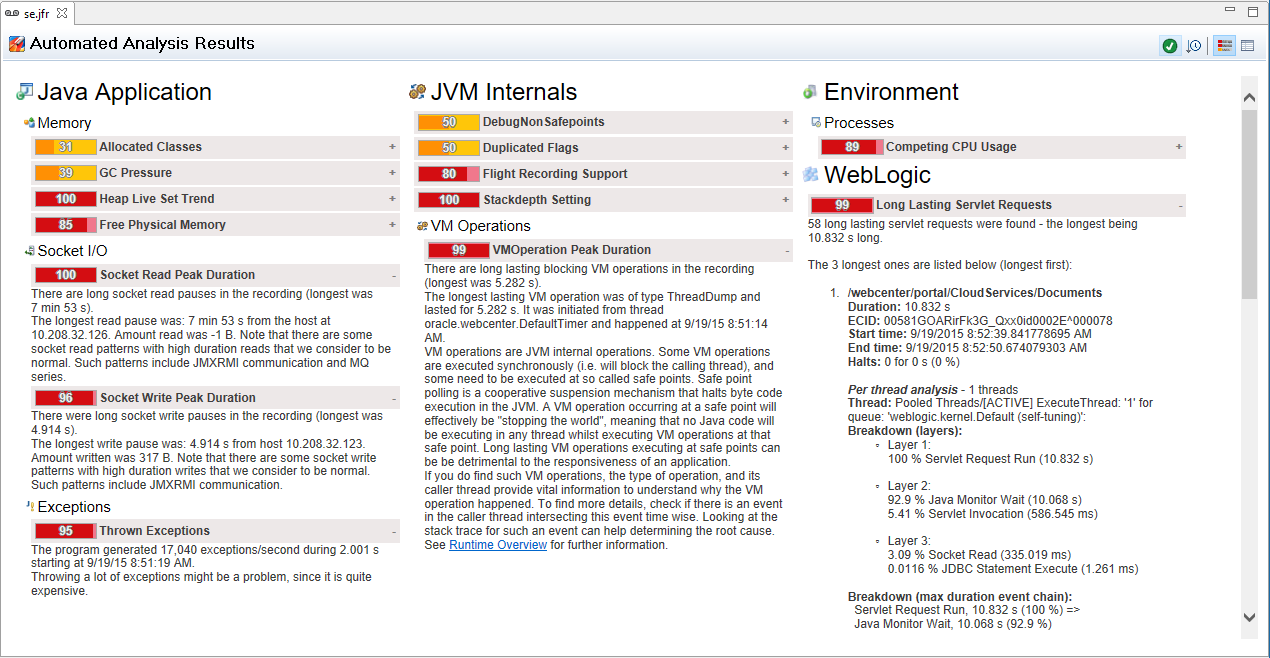 se.jfr
Automated Analysis Results
Java Application
Memory
31 Allocated Classes +
39 GC Pressure +
100 Heap Live Set Trend +
85 Free Physical Memory +
Socket I/O
100 Socket Read Peak Duration -
There are long socket read pauses in the recording (longest was
7 min 53 s).
The longest read pause was: 7 min 53 s from the host at
10.208.32.126. Amount read was -1 B. Note that there are some
socket read patterns with high duration reads that we consider to be
normal. Such patterns include JMXRMI communication and MQ
series.
96 Socket Write Peak Duration -
There were long socket write pauses in the recording (longest was
4.914 s).
The longest write pause was: 4.914 s from host 10.208.32.123.
Amount written was 317 B. Note that there are some socket write
patterns with high duration writes that we consider to be normal.
Such patterns include JMXRMI communication.
Exceptions
95 Thrown Exceptions -
The program generated 17,040 exceptions/second during 2.001 s
starting at 9/19/15 8:51:19 AM.
Throwing a lot of exceptions might be a problem, since it is quite
expensive.
JVM Internals
50 DebugNonSafepoints +
50 Duplicated Flags +
80 Flight Recording Support +
100 Stackdepth Setting +
VM Operations
99 VMOperation Peak Duration -
There are long lasting blocking VM operations in the recording
(longest was 5.282 s).
The longest lasting VM operation was of type ThreadDump and
lasted for 5.282 s. It was initiated from thread
oracle.webcenter.DefaultTimer and happened at 9/19/15 8:51:14
AM.
VM operations are JVM internal operations. Some VM operations
are executed synchronously (i.e. will block the calling thread), and
some need to be executed at so called safe points. Safe point
polling is a cooperative suspension mechanism that halts byte code
execution in the JVM. A VM operation occurring at a safe point will
effectively be "stopping the world", meaning that no Java code will
be executing in any thread whilst executing VM operations at that
safe point. Long lasting VM operations executing at safe points can
be be detrimental to the responsiveness of an application.
If you do find such VM operations, the type of operation, and its
caller thread provide vital information to understand why the VM
operation happened. To find more details, check if there is an event
in the caller thread intersecting this event time wise. Looking at the
stack trace for such an event can help determining the root cause.
See Runtime Overview for further information.
Environment
Processes
89 Competing CPU Usage +
WebLogic
99 Long Lasting Servlet Requests -
58 long lasting servlet requests were found - the longest being
10.832 s long.
The 3 longest ones are listed below (longest first):
1. /webcenter/portal/CloudServices/Documents
Duration: 10.832 s
ECID: 00581GOARirFk3G_Qxx0id0002E^000078
Start time: 9/19/2015 8:52:39.841778695 AM
End time: 9/19/2015 8:52:50.674079303 AM
Halts: 0 for 0 s (0 %)
Per thread analysis - 1 threads
Thread: Pooled Threads/[ACTIVE] ExecuteThread: '1' for
queue: 'weblogic.kernel.Default (self-tuning)':
Breakdown (layers):
◦ Layer 1:
100 % Servlet Request Run (10.832 s)
◦ Layer 2:
92.9 % Java Monitor Wait (10.068 s)
5.41 % Servlet Invocation (586.545 ms)
◦ Layer 3:
3.09 % Socket Read (335.019 ms)
0.0116 % JDBC Statement Execute (1.261 ms)
Breakdown (max duration event chain):
Servlet Request Run, 10.832 s (100 %) =>
Java Monitor Wait, 10.068 s (92.9 %)